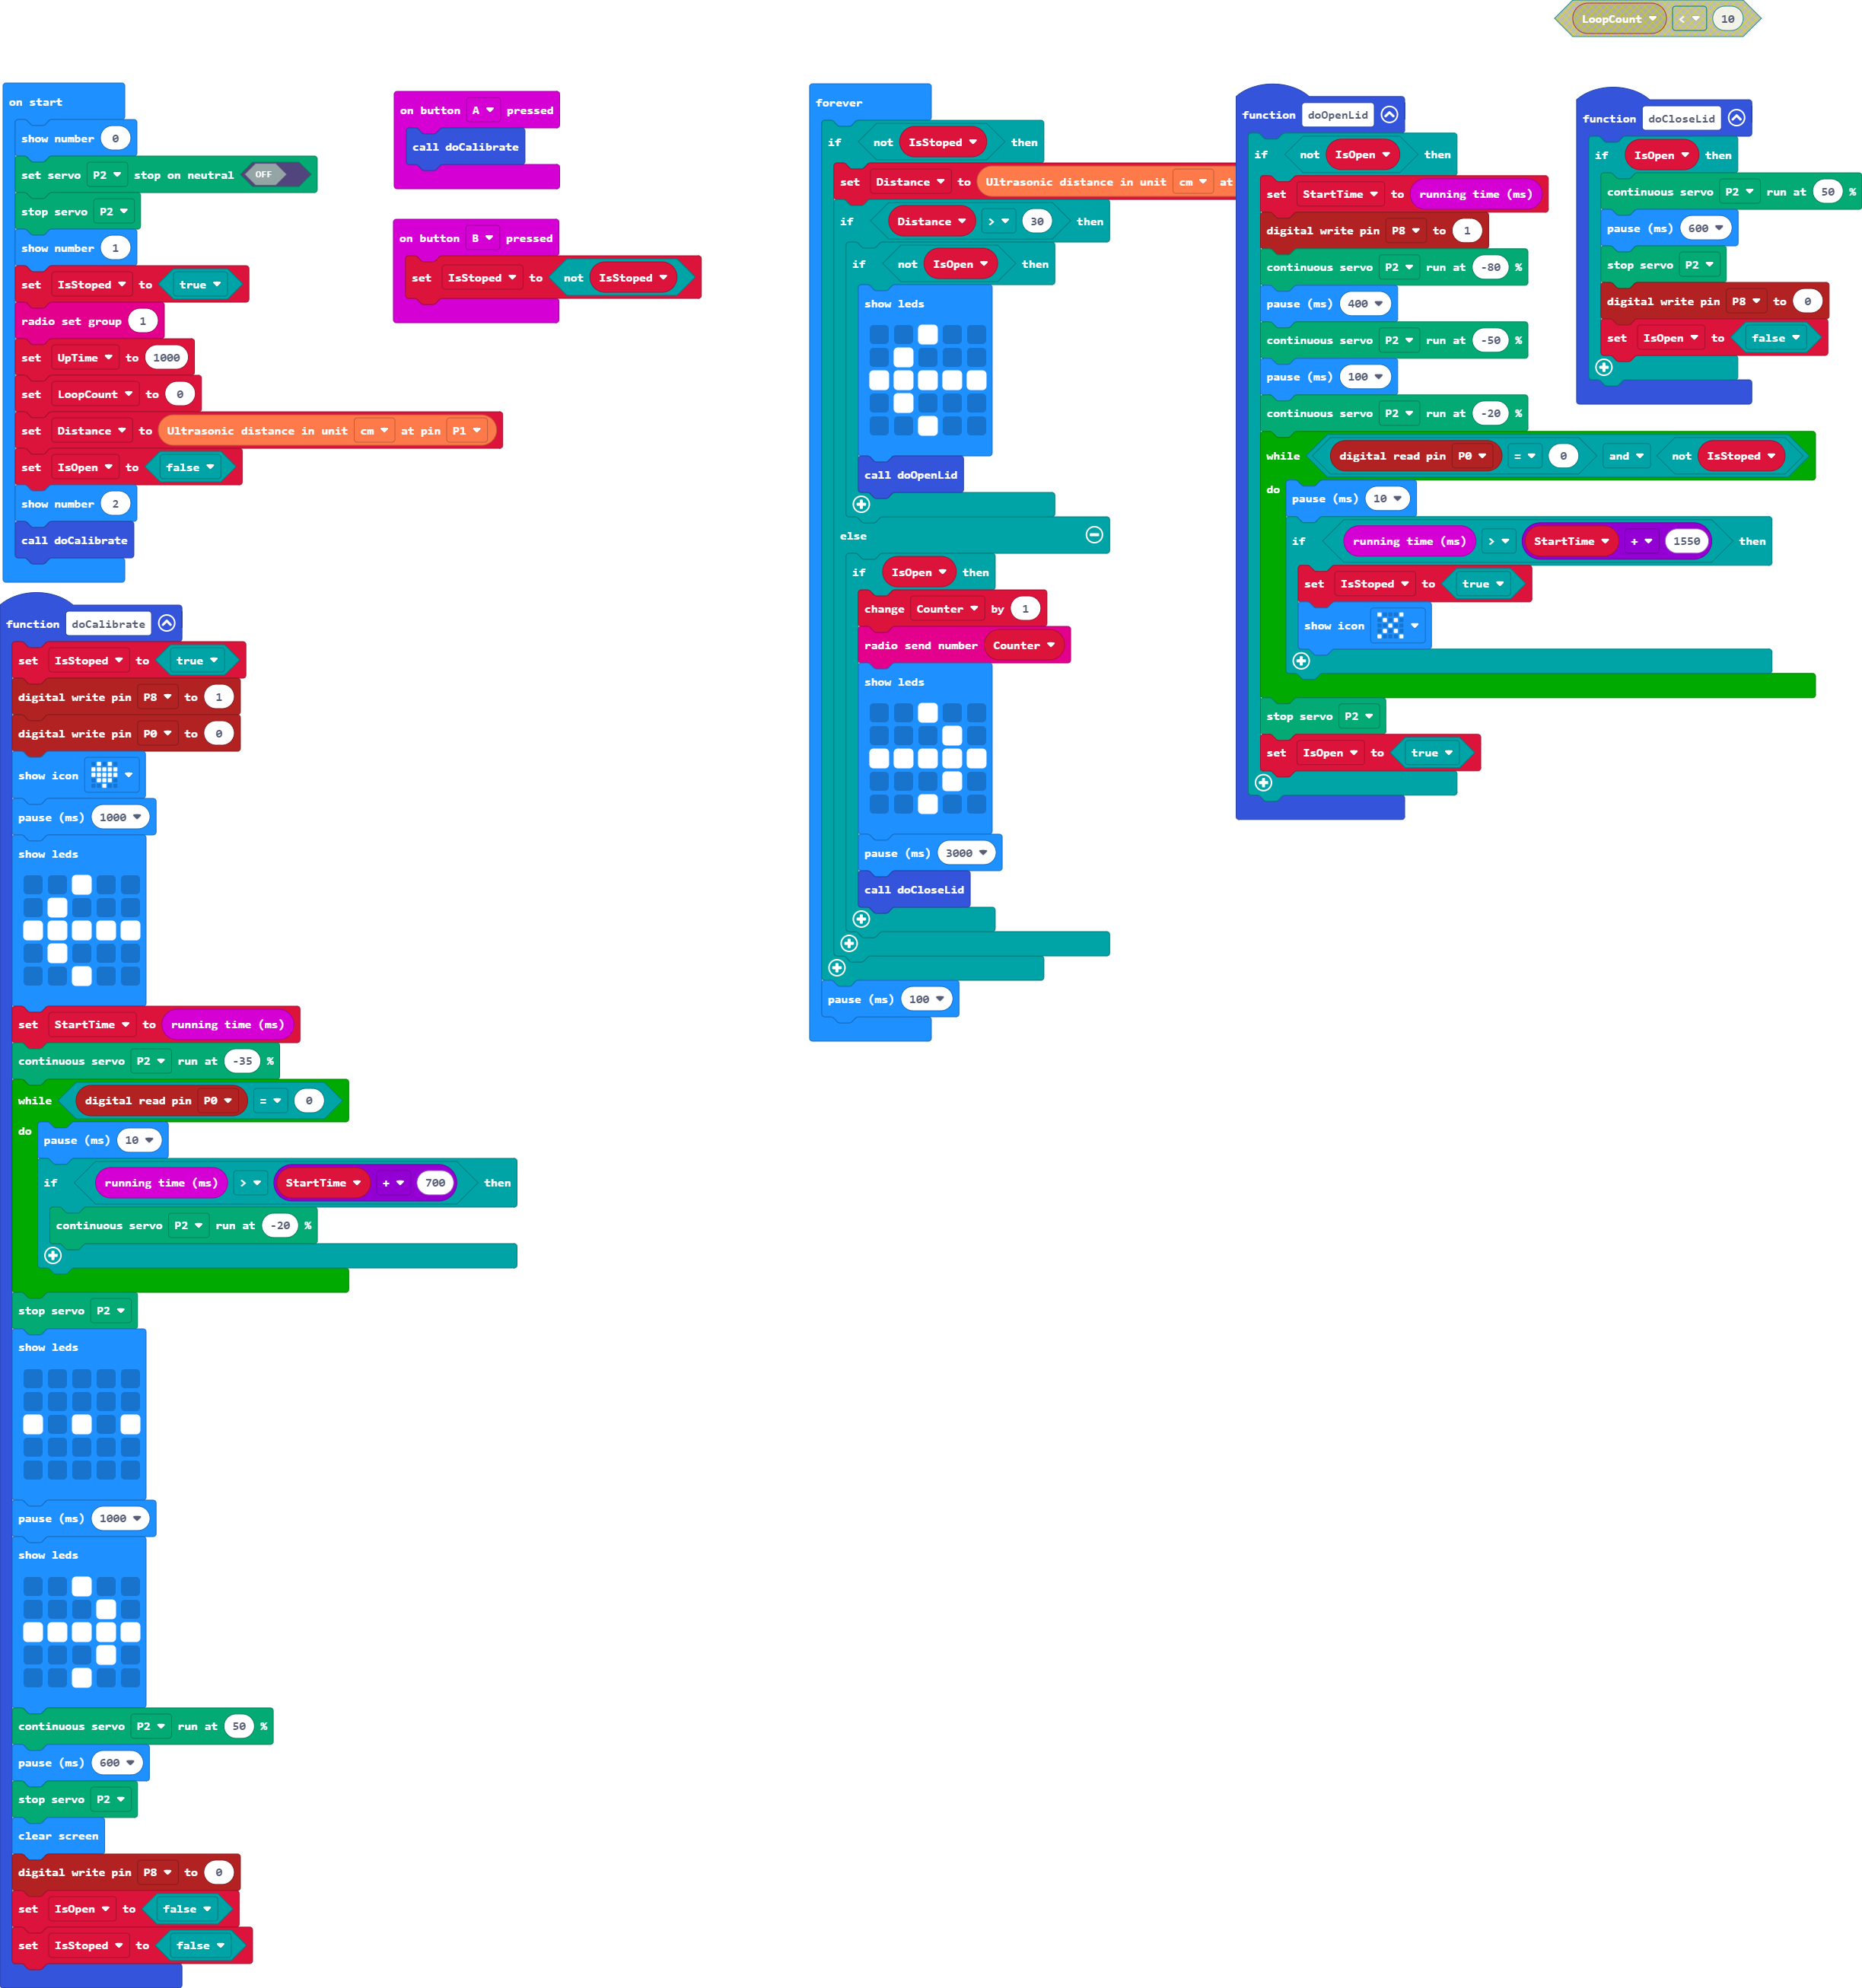 LoopCount < 10
on start
show number 0
set servo P2 stop on neutral OFF
stop servo P2
show number 1
set IsStoped to true
radio set group 1
set UpTime to 1000
set LoopCount to 0
set Distance to Ultrasonic distance in unit cm at pin P1
set IsOpen to false
show number 2
call doCalibrate
function doCalibrate
set IsStoped to true
digital write pin P8 to 1
digital write pin P0 to 0
show icon
pause (ms) 1000
show leds
set StartTime to running time (ms)
continuous servo P2 run at -35 %
while digital read pin P0 = 0
do
pause (ms) 10
if running time (ms) > StartTime + 700 then
continuous servo P2 run at -20 %
stop servo P2
show leds
pause (ms) 1000
show leds
continuous servo P2 run at 50 %
pause (ms) 600
stop servo P2
clear screen
digital write pin P8 to 0
set IsOpen to false
set IsStoped to false
on button A pressed
call doCalibrate
on button B pressed
set IsStoped to not IsStoped
forever
if not IsStoped then
set Distance to Ultrasonic distance in unit cm at
if Distance > 30 then
if not IsOpen then
show leds
call doOpenLid
else
if IsOpen then
change Counter by 1
radio send number Counter
show leds
pause (ms) 3000
call doCloseLid
pause (ms) 100
function doOpenLid
if not IsOpen then
set StartTime to running time (ms)
digital write pin P8 to 1
continuous servo P2 run at -80 %
pause (ms) 400
continuous servo P2 run at -50 %
pause (ms) 100
continuous servo P2 run at -20 %
while digital read pin P0 = 0 and not IsStoped
do
pause (ms) 10
if running time (ms) > StartTime + 1550 then
set IsStoped to true
show icon
stop servo P2
set IsOpen to true
function doCloseLid
if IsOpen then
continuous servo P2 run at 50 %
pause (ms) 600
stop servo P2
digital write pin P8 to 0
set IsOpen to false